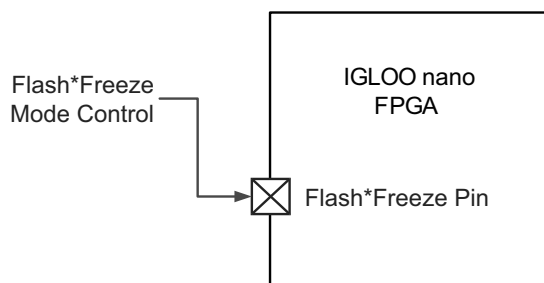 Flash*Freeze
Mode Control
IGLOO nano
FPGA
Flash*Freeze Pin